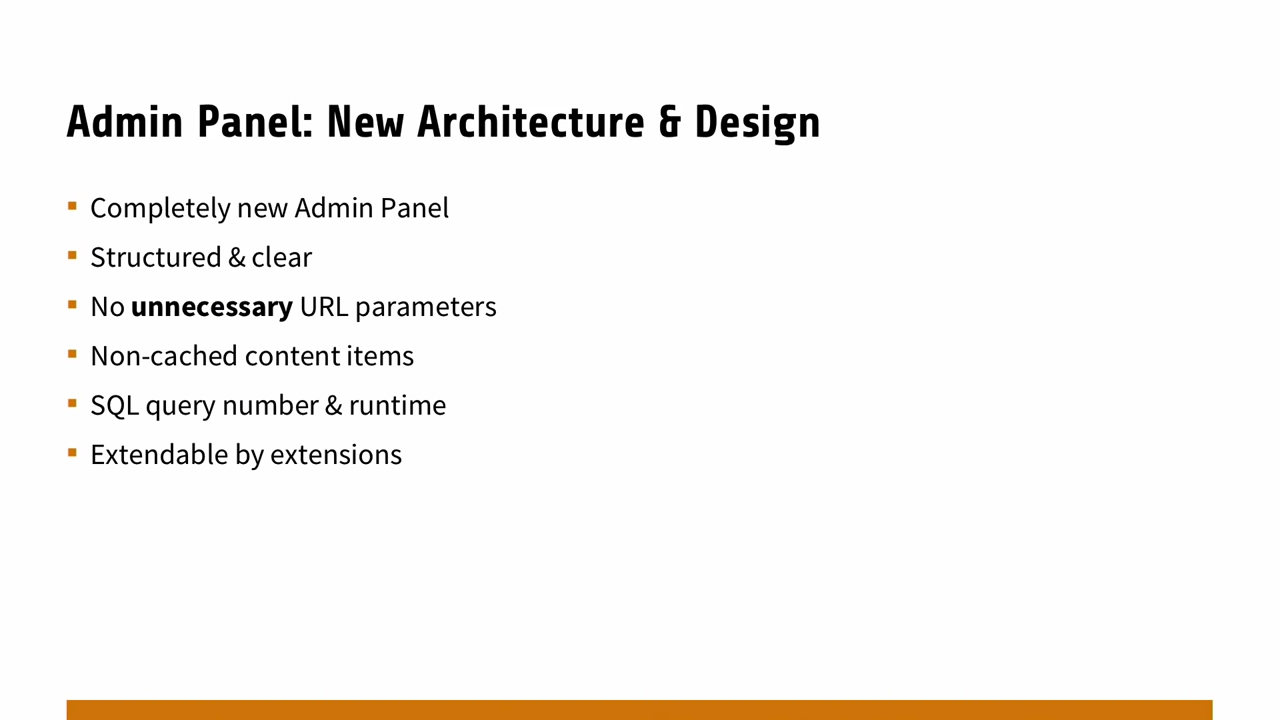 Admin Panel: New Architecture & Design
Completely new Admin Panel
Structured & clear
No unnecessary URL parameters
Non-cached content items
SQL query number & runtime
Extendable by extensions